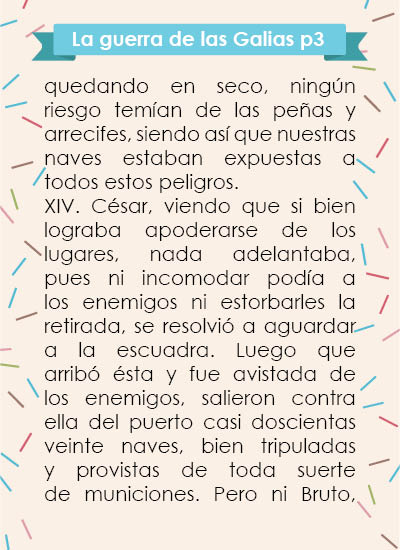 La guerra de las Galias p3
quedando en seco, ningún
riesgo temían de las peñas y
arrecifes, siendo así que nuestras
naves estaban expuestas a
todos estos peligros.
XIV. César, viendo que si bien
lograba apoderarse de los
lugares, nada adelantaba,
pues ni incomodar podía a
los enemigos ni estorbarles la
retirada, se resolvió a aguardar
a la escuadra. Luego que
arribó ésta y fue avistada de
los enemigos, salieron contra
ella del puerto casi doscientas
veinte naves, bien tripuladas
y provistas de toda suerte
de municiones. Pero ni Bruto,